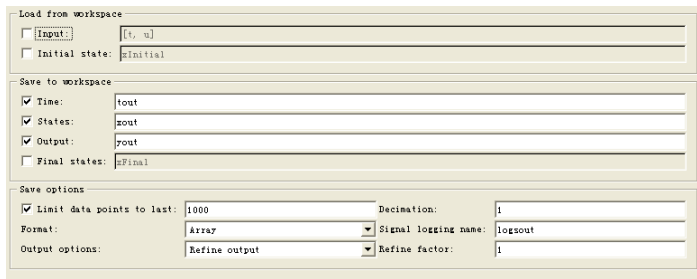 Load from workspace
Input: [t, u]
Initial state: xInitial
Save to workspace
Time: tout
States: xout
Output: yout
Final states: xFinal
Save options
Limit data points to last: 1000 Decimation: 1
Format: Array Signal logging name: logsout
Output options: Refine output Refine factor: 1